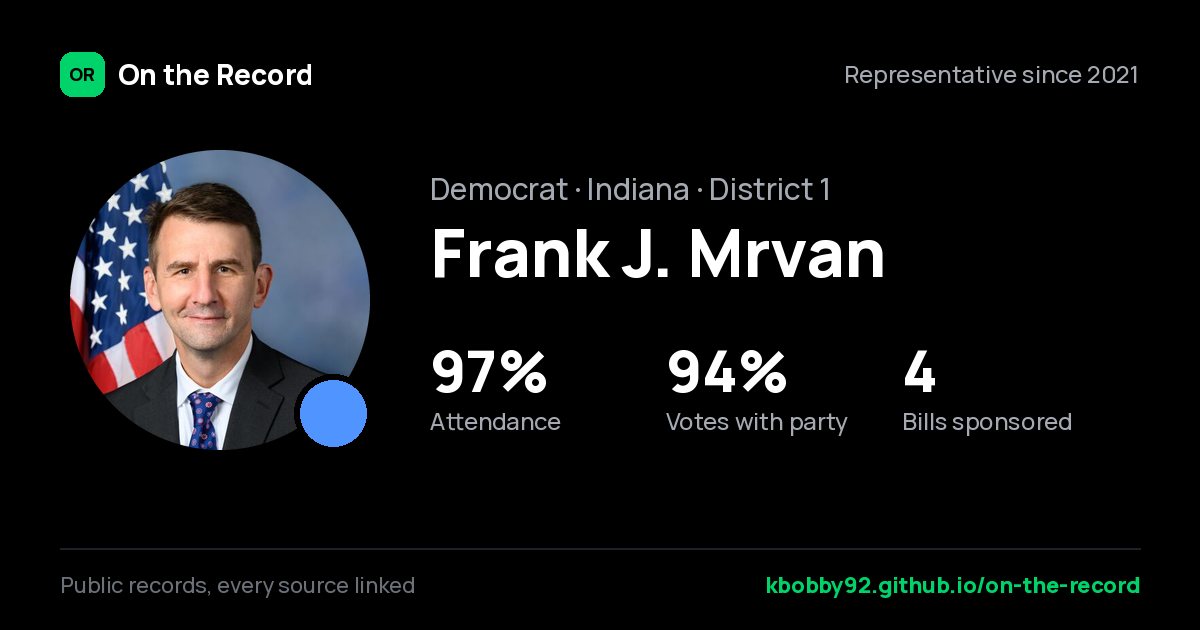 OR On the Record
Representative since 2021
Democrat · Indiana · District 1
Frank J. Mrvan
97% 94% 4
Attendance Votes with party Bills sponsored
Public records, every source linked
kbobby92.github.io/on-the-record